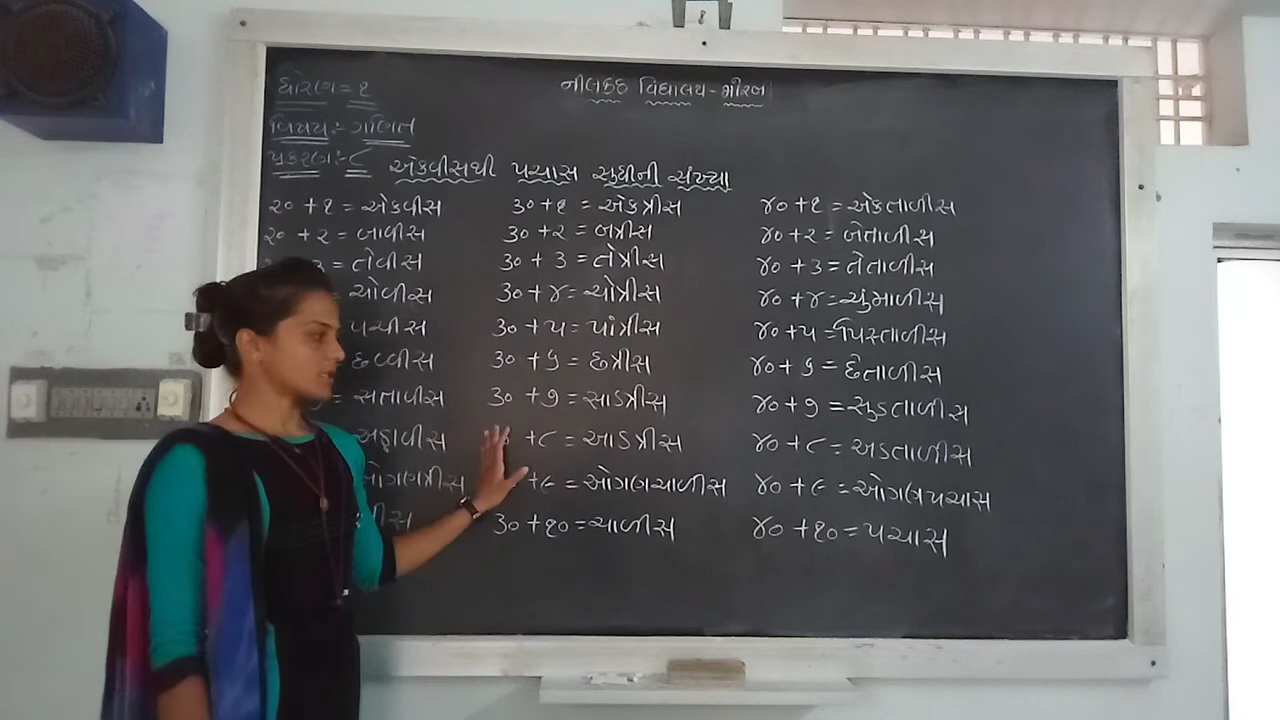 નીલકંઠ વિદ્યાલય - મોરબી
ધોરણ = ૧
વિષય :- ગણિત
પ્રકરણ :- ૮ એકવીસથી પચાસ સુધીની સંખ્યા
૨૦ + ૧ = એકવીસ ૩૦ + ૧ = એકત્રીસ ૪૦ + ૧ = એકતાળીસ
૨૦ + ૨ = બાવીસ ૩૦ + ૨ = બત્રીસ ૪૦ + ૨ = બેતાળીસ
૩ = તેવીસ ૩૦ + ૩ = તેત્રીસ ૪૦ + ૩ = તેતાળીસ
= ચોવીસ ૩૦ + ૪ = ચોત્રીસ ૪૦ + ૪ = ચુંમાળીસ
પચીસ ૩૦ + ૫ = પાંત્રીસ ૪૦ + ૫ = પિસ્તાળીસ
છવ્વીસ ૩૦ + ૬ = છત્રીસ ૪૦ + ૬ = છેતાળીસ
= સતાવીસ ૩૦ + ૭ = સાડત્રીસ ૪૦ + ૭ = સુડતાળીસ
અઠ્ઠાવીસ + ૮ = આડત્રીસ ૪૦ + ૮ = અડતાળીસ
ઓગણત્રીસ + ૯ = ઓગણચાળીસ ૪૦ + ૯ = ઓગણપચાસ
૩૦ + ૧૦ = ચાળીસ ૪૦ + ૧૦ = પચાસ